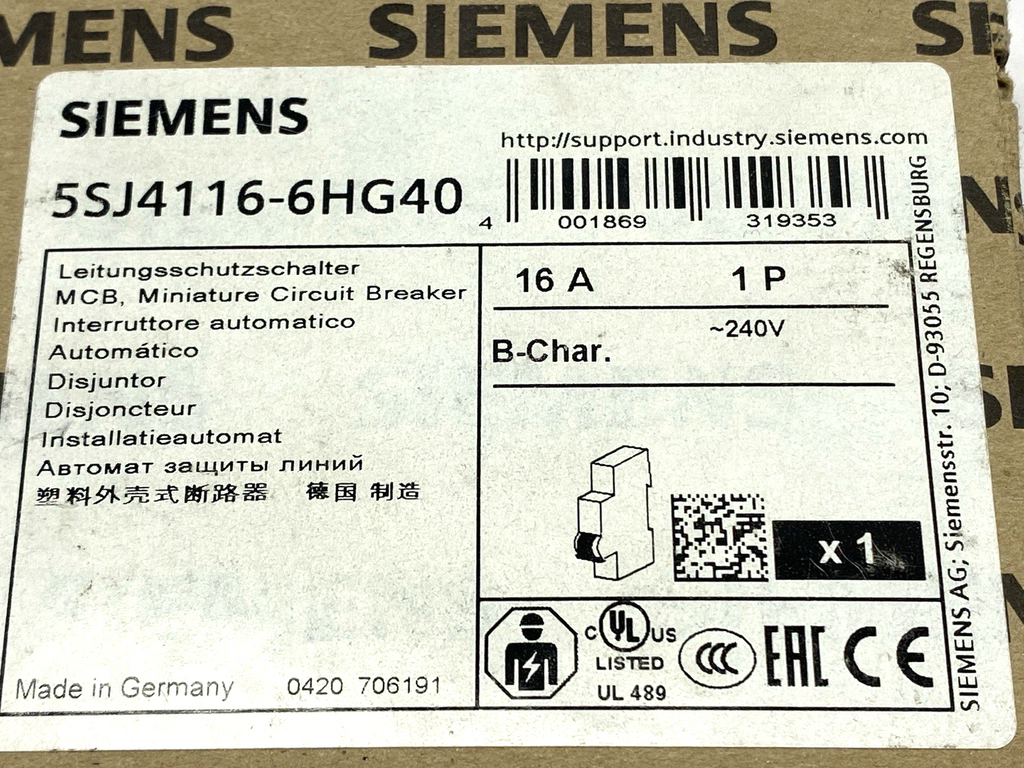 MENS SIEMENS SI
SIEMENS
http://support.industry.siemens.com
5SJ4116-6HG40
4 001869 319353
Leitungsschutzschalter
MCB, Miniature Circuit Breaker
Interruttore automatico
Automático
Disjuntor
Disjoncteur
Installatieautomat
Автомат защиты линий
塑料外壳式断路器 德国 制造
Made in Germany 0420 706191
16 A 1 P
~240V
B-Char.
x 1
C UL US
LISTED
UL 489
CCC
EAC
CE
SIEMENS AG; Siemensstr. 10; D-93055 REGENSBURG